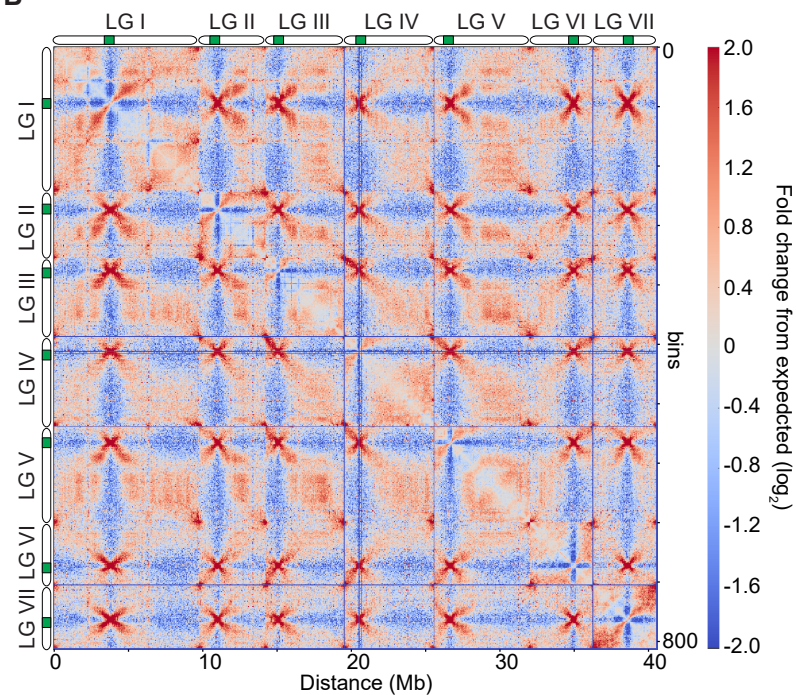 B
LG I LG II LG III LG IV LG V LG VI LG VII
LG I
LG II
LG III
LG IV
LG V
LG VI
LG VII
0
bins
800
0 10 20 30 40
Distance (Mb)
2.0
1.6
1.2
0.8
0.4
0
-0.4
-0.8
-1.2
-1.6
-2.0
Fold change from expedcted (log2)